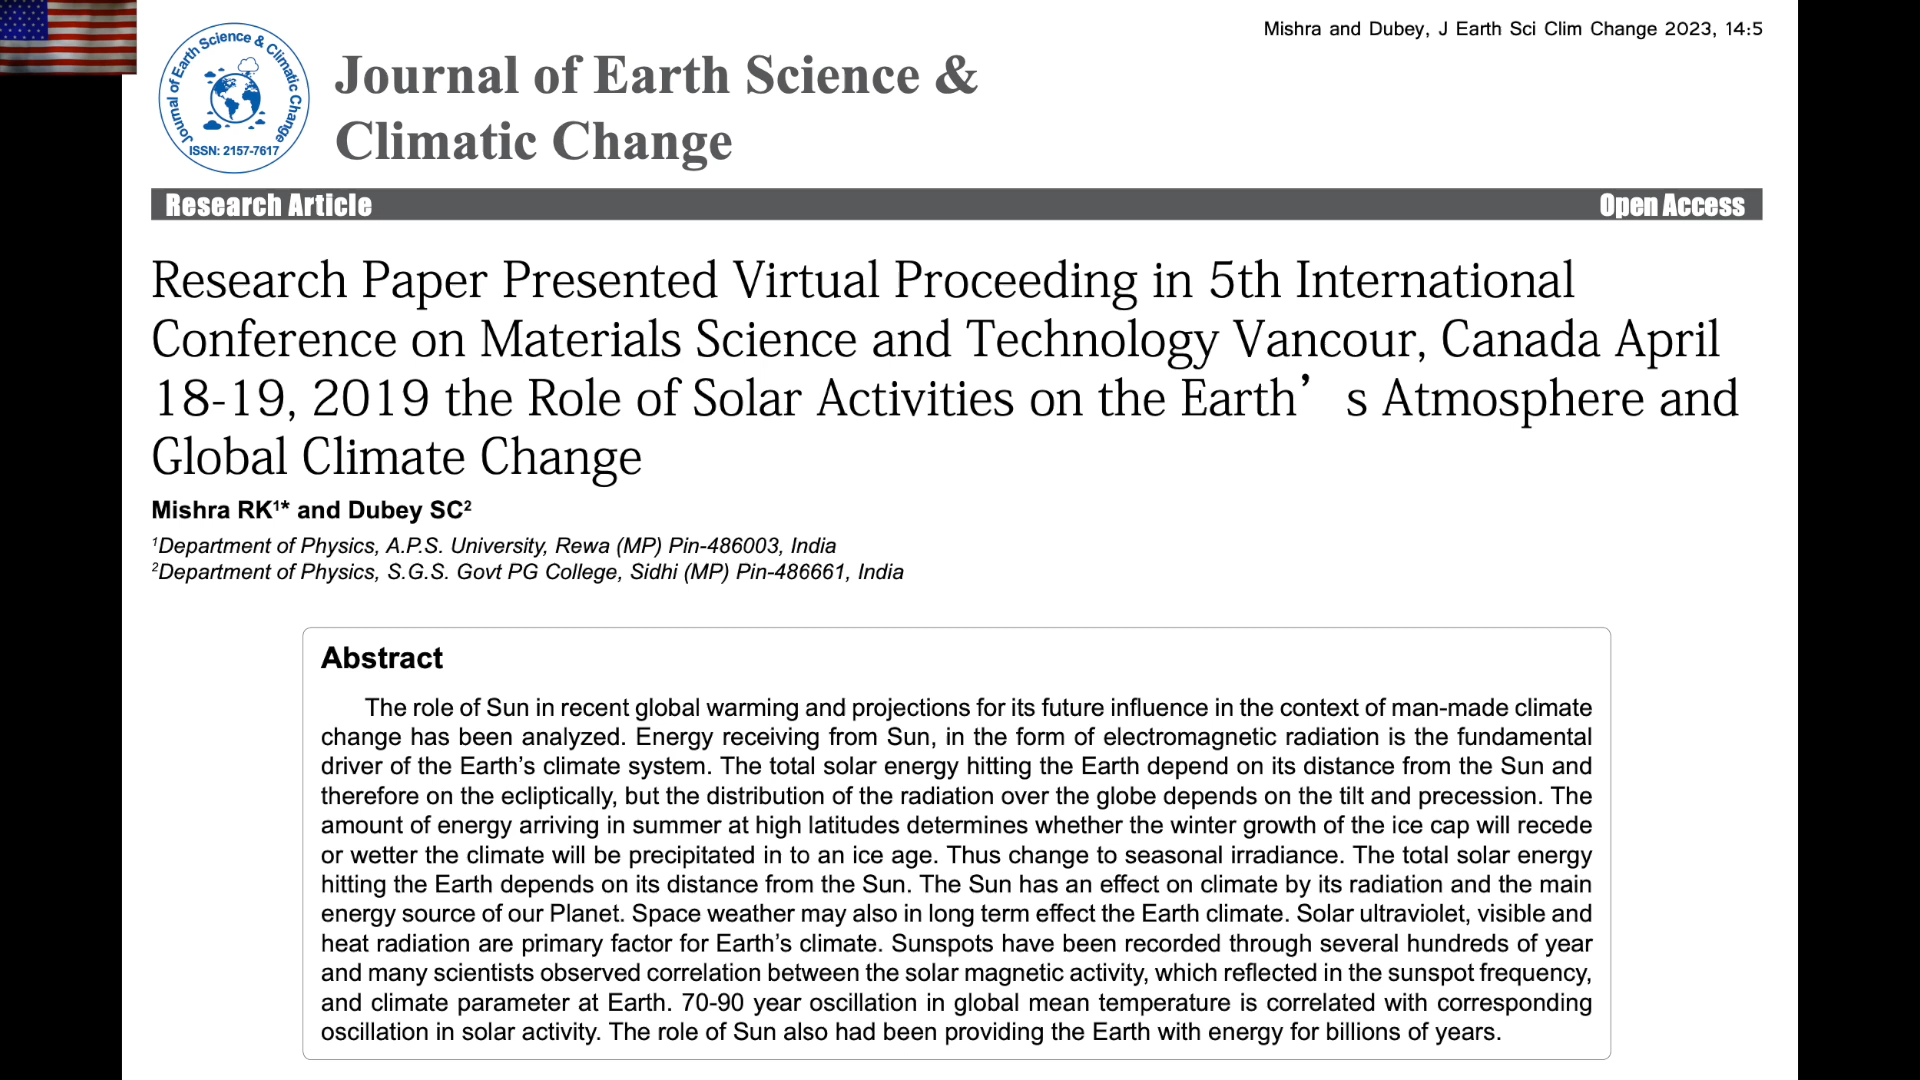 Mishra and Dubey, J Earth Sci Clim Change 2023, 14:5
Journal of Earth Science & Climatic Change
ISSN: 2157-7617
Journal of Earth Science &
Climatic Change
Research Article
Open Access
Research Paper Presented Virtual Proceeding in 5th International
Conference on Materials Science and Technology Vancour, Canada April
18-19, 2019 the Role of Solar Activities on the Earth’ s Atmosphere and
Global Climate Change
Mishra RK¹* and Dubey SC²
¹Department of Physics, A.P.S. University, Rewa (MP) Pin-486003, India
²Department of Physics, S.G.S. Govt PG College, Sidhi (MP) Pin-486661, India
Abstract
The role of Sun in recent global warming and projections for its future influence in the context of man-made climate
change has been analyzed. Energy receiving from Sun, in the form of electromagnetic radiation is the fundamental
driver of the Earth’s climate system. The total solar energy hitting the Earth depend on its distance from the Sun and
therefore on the ecliptically, but the distribution of the radiation over the globe depends on the tilt and precession. The
amount of energy arriving in summer at high latitudes determines whether the winter growth of the ice cap will recede
or wetter the climate will be precipitated in to an ice age. Thus change to seasonal irradiance. The total solar energy
hitting the Earth depends on its distance from the Sun. The Sun has an effect on climate by its radiation and the main
energy source of our Planet. Space weather may also in long term effect the Earth climate. Solar ultraviolet, visible and
heat radiation are primary factor for Earth’s climate. Sunspots have been recorded through several hundreds of year
and many scientists observed correlation between the solar magnetic activity, which reflected in the sunspot frequency,
and climate parameter at Earth. 70-90 year oscillation in global mean temperature is correlated with corresponding
oscillation in solar activity. The role of Sun also had been providing the Earth with energy for billions of years.